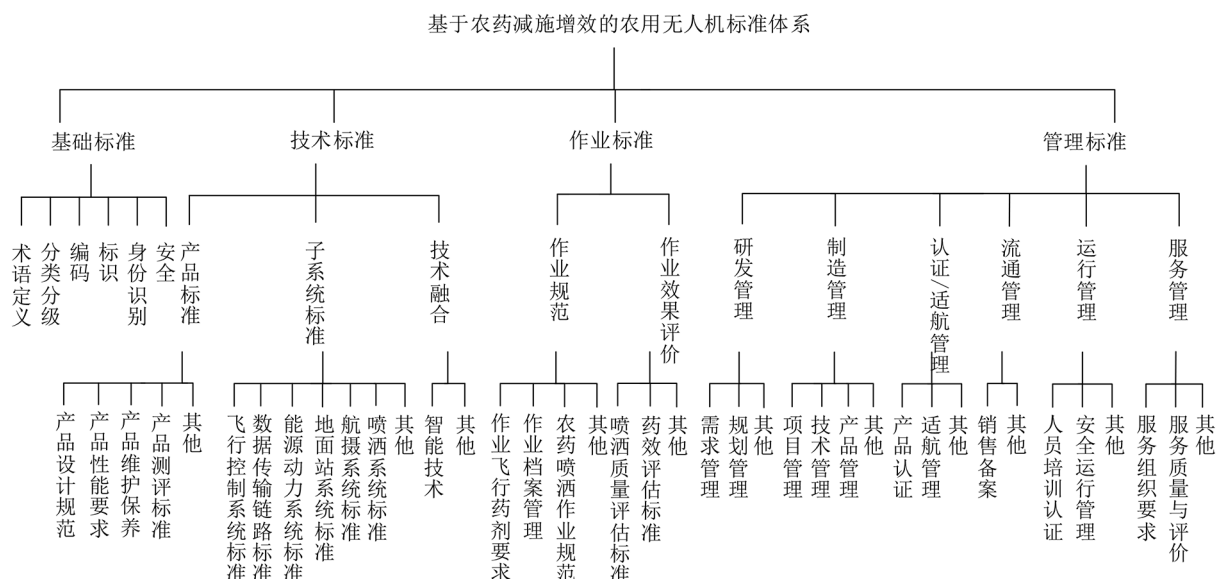 基于农药减施增效的农用无人机标准体系
基础标准
技术标准
作业标准
管理标准
术语定义
分类分级
编码
标识
身份识别
安全
产品标准
子系统标准
技术融合
作业规范
作业效果评价
研发管理
制造管理
认证/适航管理
流通管理
运行管理
服务管理
产品设计规范
产品性能要求
产品维护保养
产品测评标准
其他
飞行控制系统标准
数据传输链路标准
能源动力系统标准
地面站系统标准
航摄系统标准
喷洒系统标准
其他
智能技术
其他
作业飞行药剂要求
作业档案管理
农药喷洒作业规范
其他
喷洒质量评估标准
药效评估标准
其他
需求管理
规划管理
其他
项目管理
技术管理
产品管理
其他
产品认证
适航管理
其他
销售备案
其他
人员培训认证
安全运行管理
其他
服务组织要求
服务质量与评价
其他